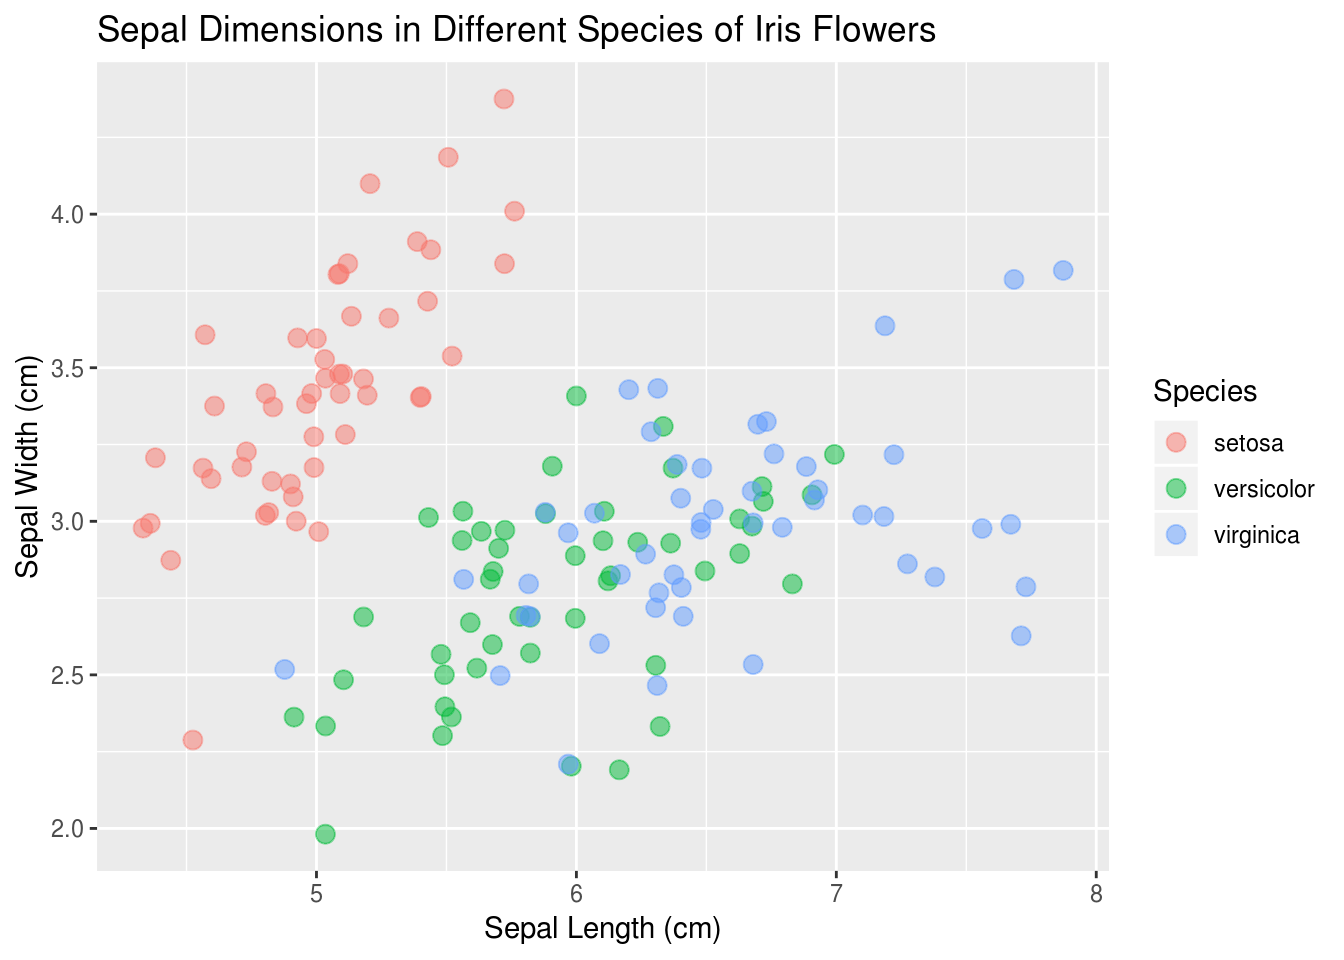 Sepal Dimensions in Different Species of Iris Flowers
4.0
3.5
3.0
2.5
2.0
Sepal Width (cm)
5 6 7 8
Sepal Length (cm)
Species
setosa
versicolor
virginica